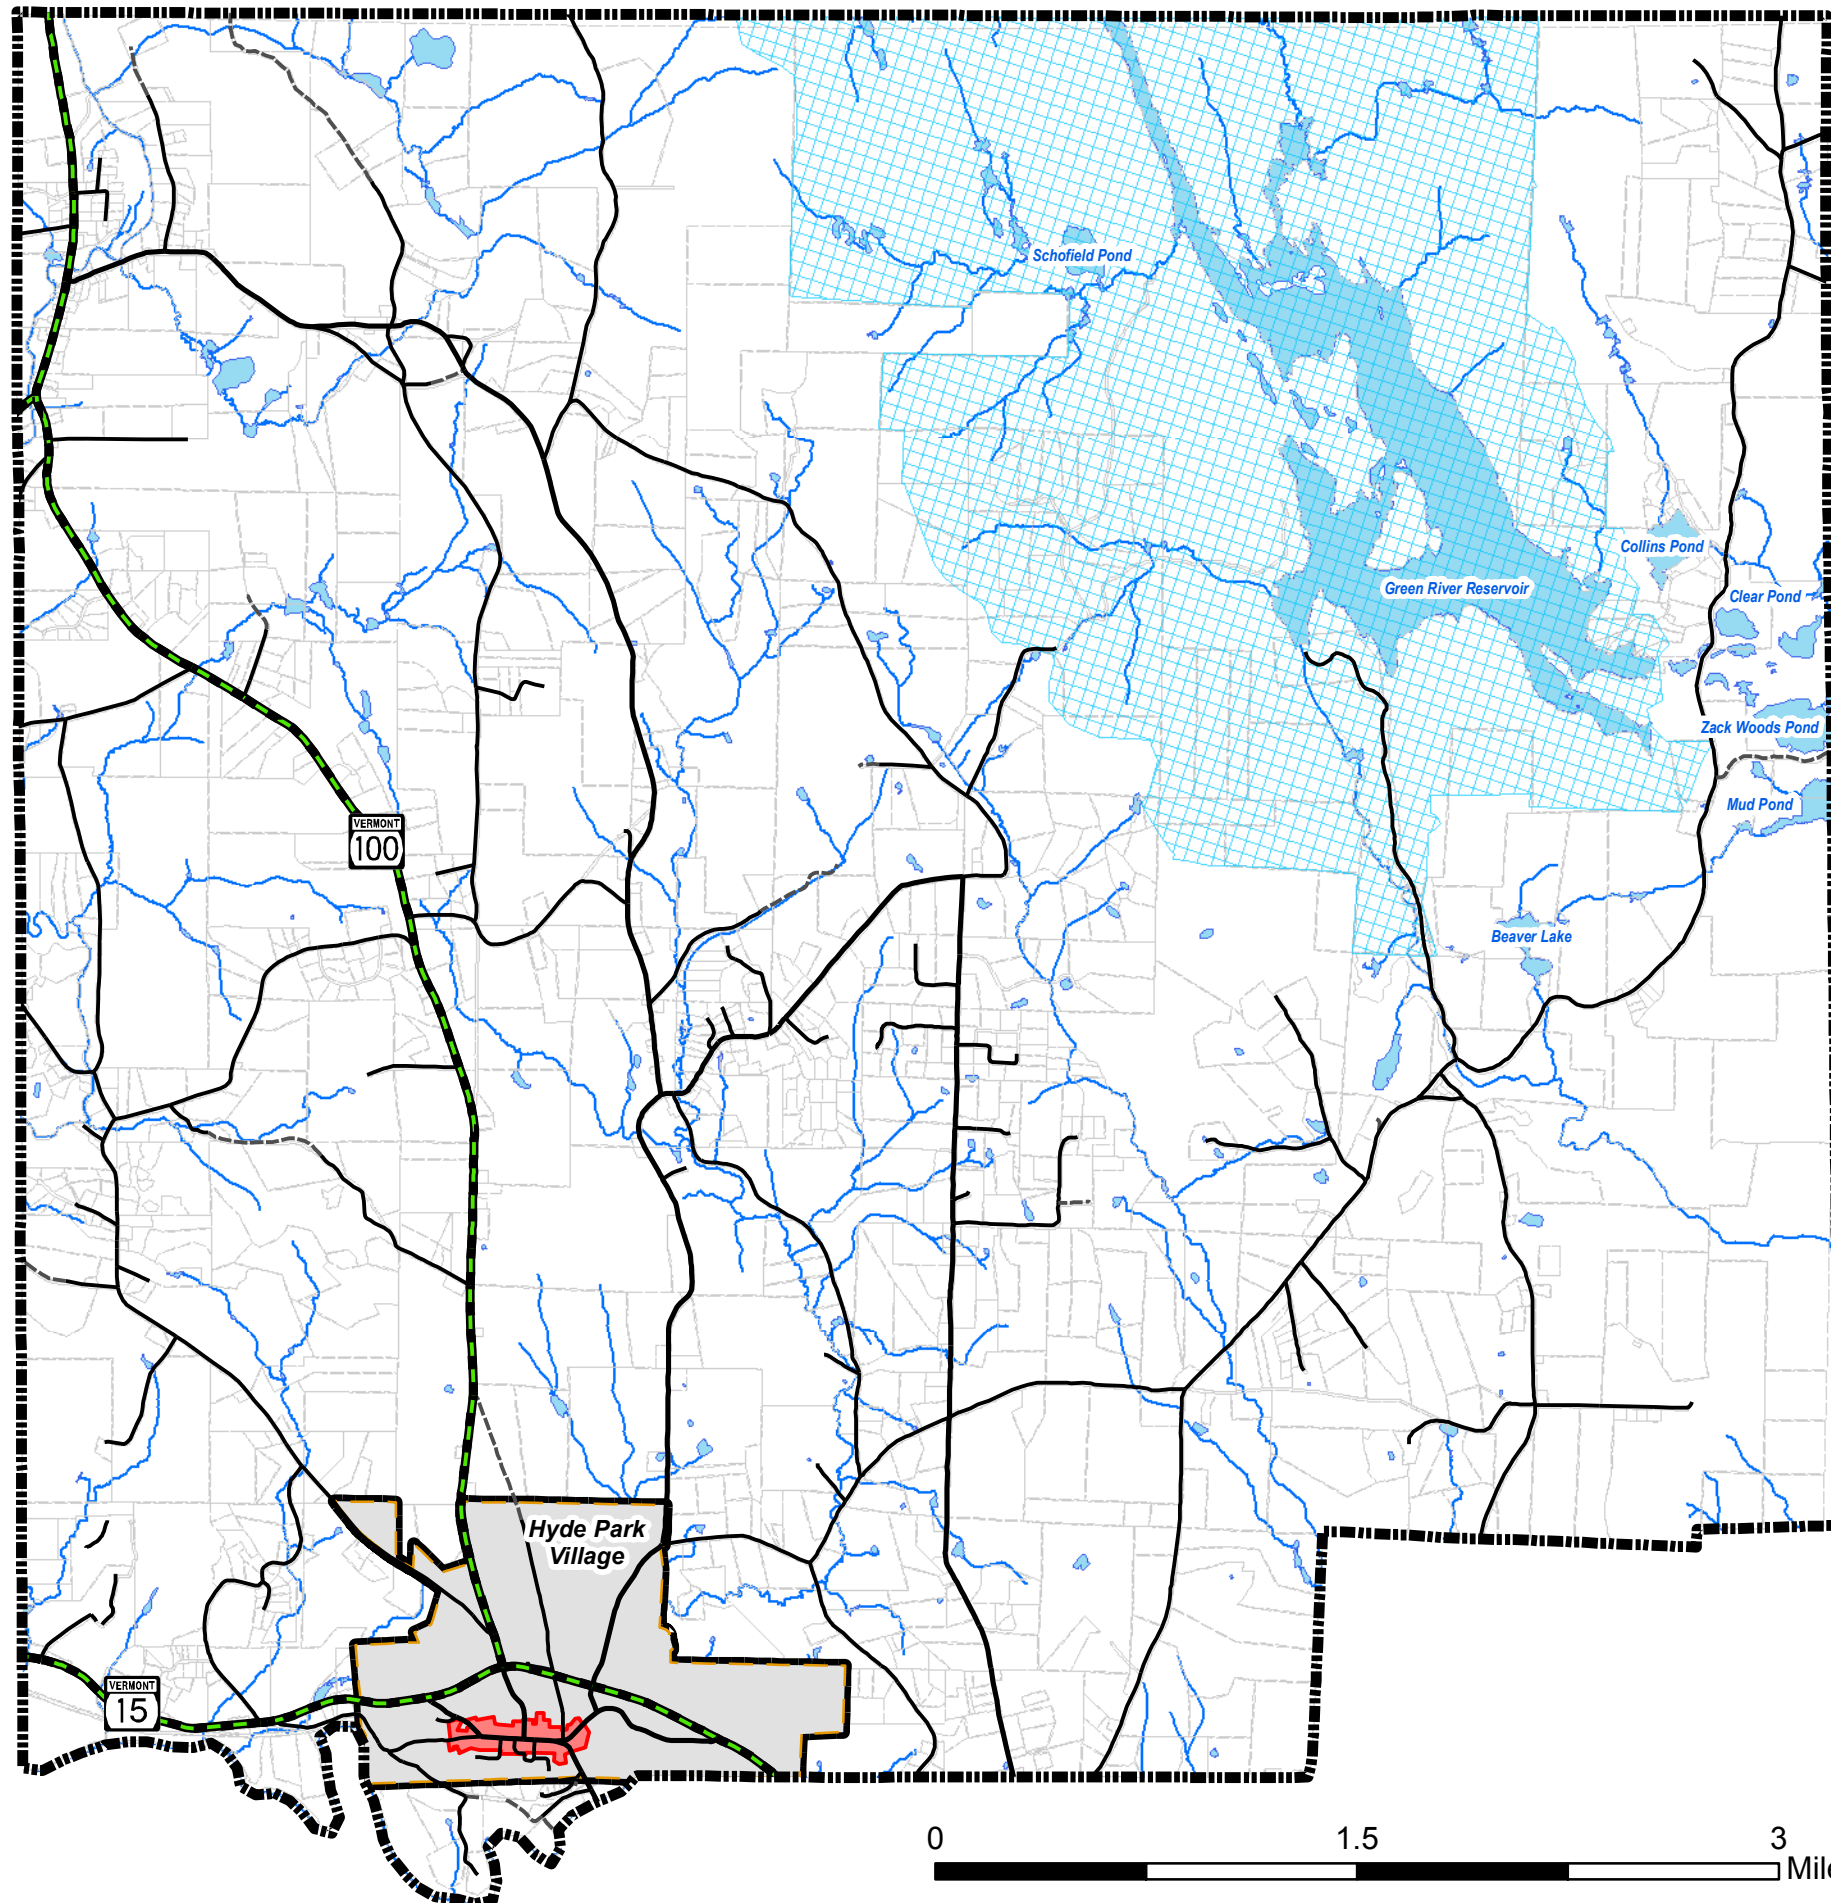 Schofield Pond
Collins Pond
Green River Reservoir
Clear Pond
Zack Woods Pond
Mud Pond
VERMONT
100
Beaver Lake
Hyde Park
Village
VERMONT
15
0 1.5 3
Mile